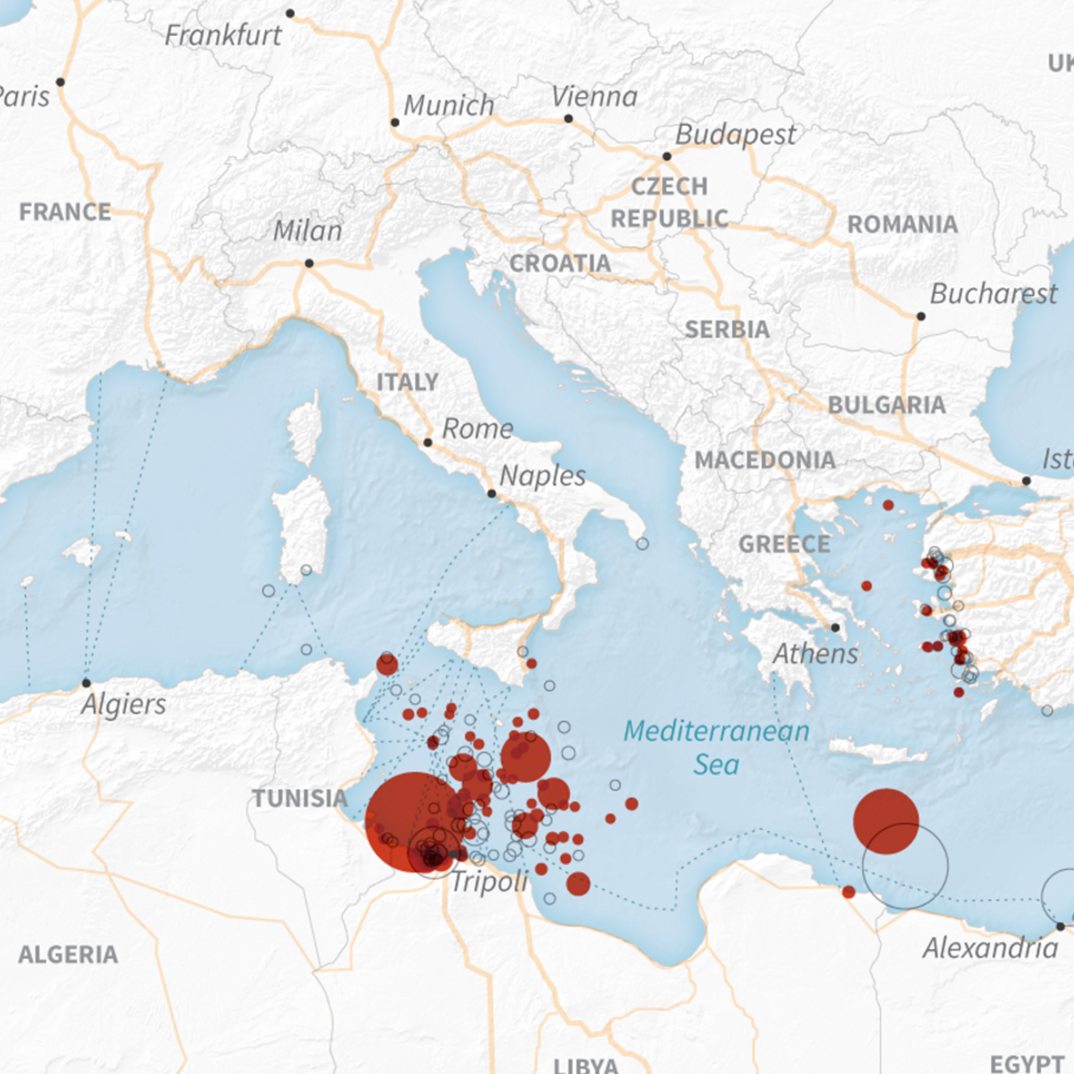 Frankfurt
UK
Paris
Munich
Vienna
Budapest
CZECH
REPUBLIC
FRANCE
ROMANIA
Milan
CROATIA
Bucharest
SERBIA
ITALY
BULGARIA
Rome
MACEDONIA
Ist
Naples
GREECE
Athens
Algiers
Mediterranean
Sea
TUNISIA
Tripoli
ALGERIA
Alexandria
LIBYA
EGYPT